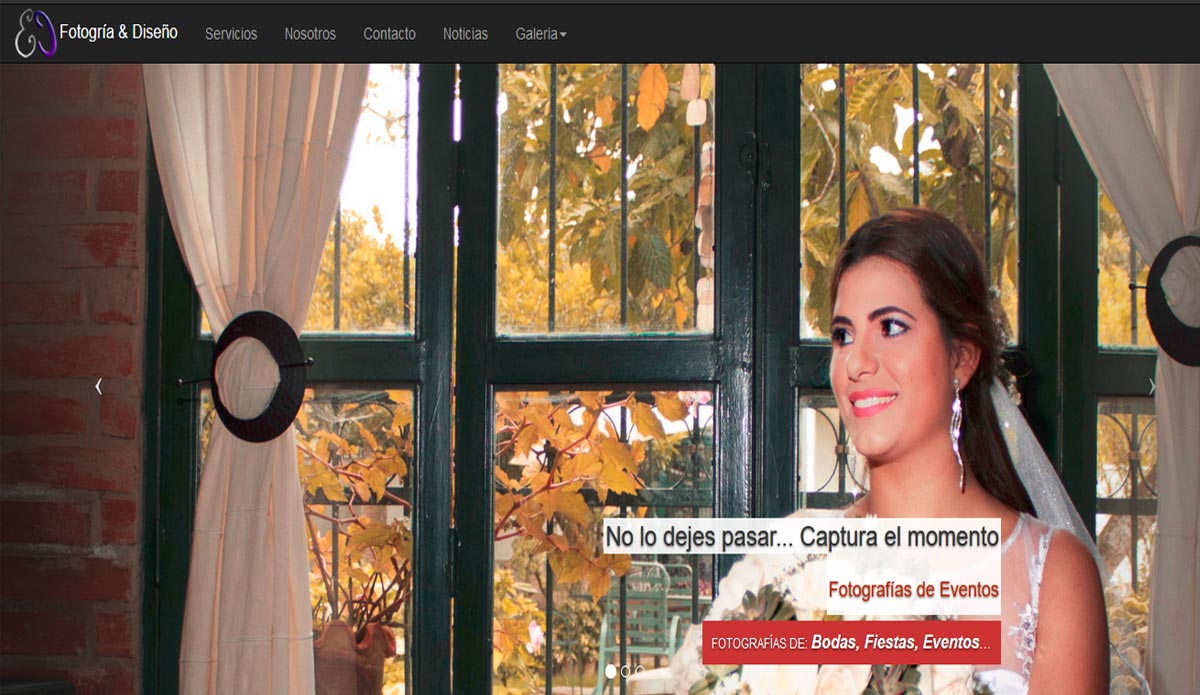 Fotogría & Diseño
Servicios
Nosotros
Contacto
Noticias
Galeria
No lo dejes pasar... Captura el momento
Fotografías de Eventos
FOTOGRAFÍAS DE: Bodas, Fiestas, Eventos...